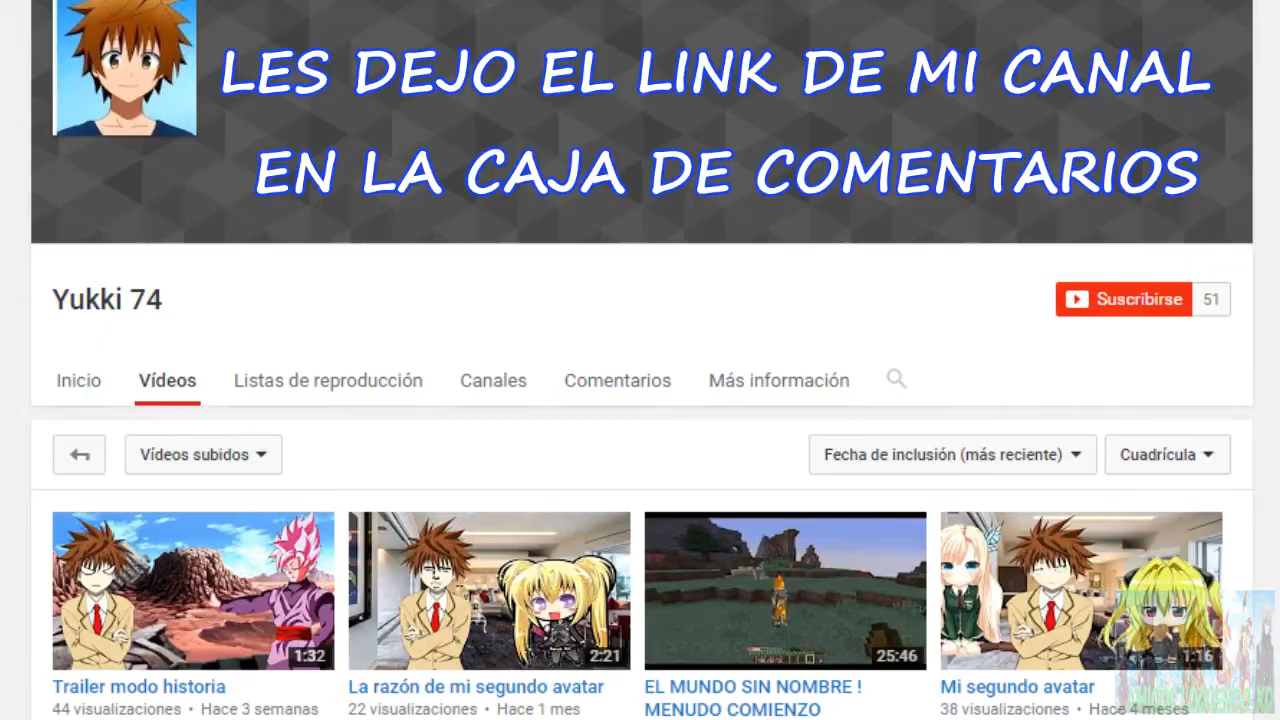 LES DEJO EL LINK DE MI CANAL
EN LA CAJA DE COMENTARIOS
Yukki 74
Suscribirse 51
Inicio Vídeos Listas de reproducción Canales Comentarios Más información
Vídeos subidos Fecha de inclusión (más reciente) Cuadrícula
1:32 2:21 25:46 1:16
Trailer modo historia La razón de mi segundo avatar EL MUNDO SIN NOMBRE ! Mi segundo avatar
44 visualizaciones • Hace 3 semanas 22 visualizaciones • Hace 1 mes MENUDO COMIENZO 38 visualizaciones • Hace 4 meses